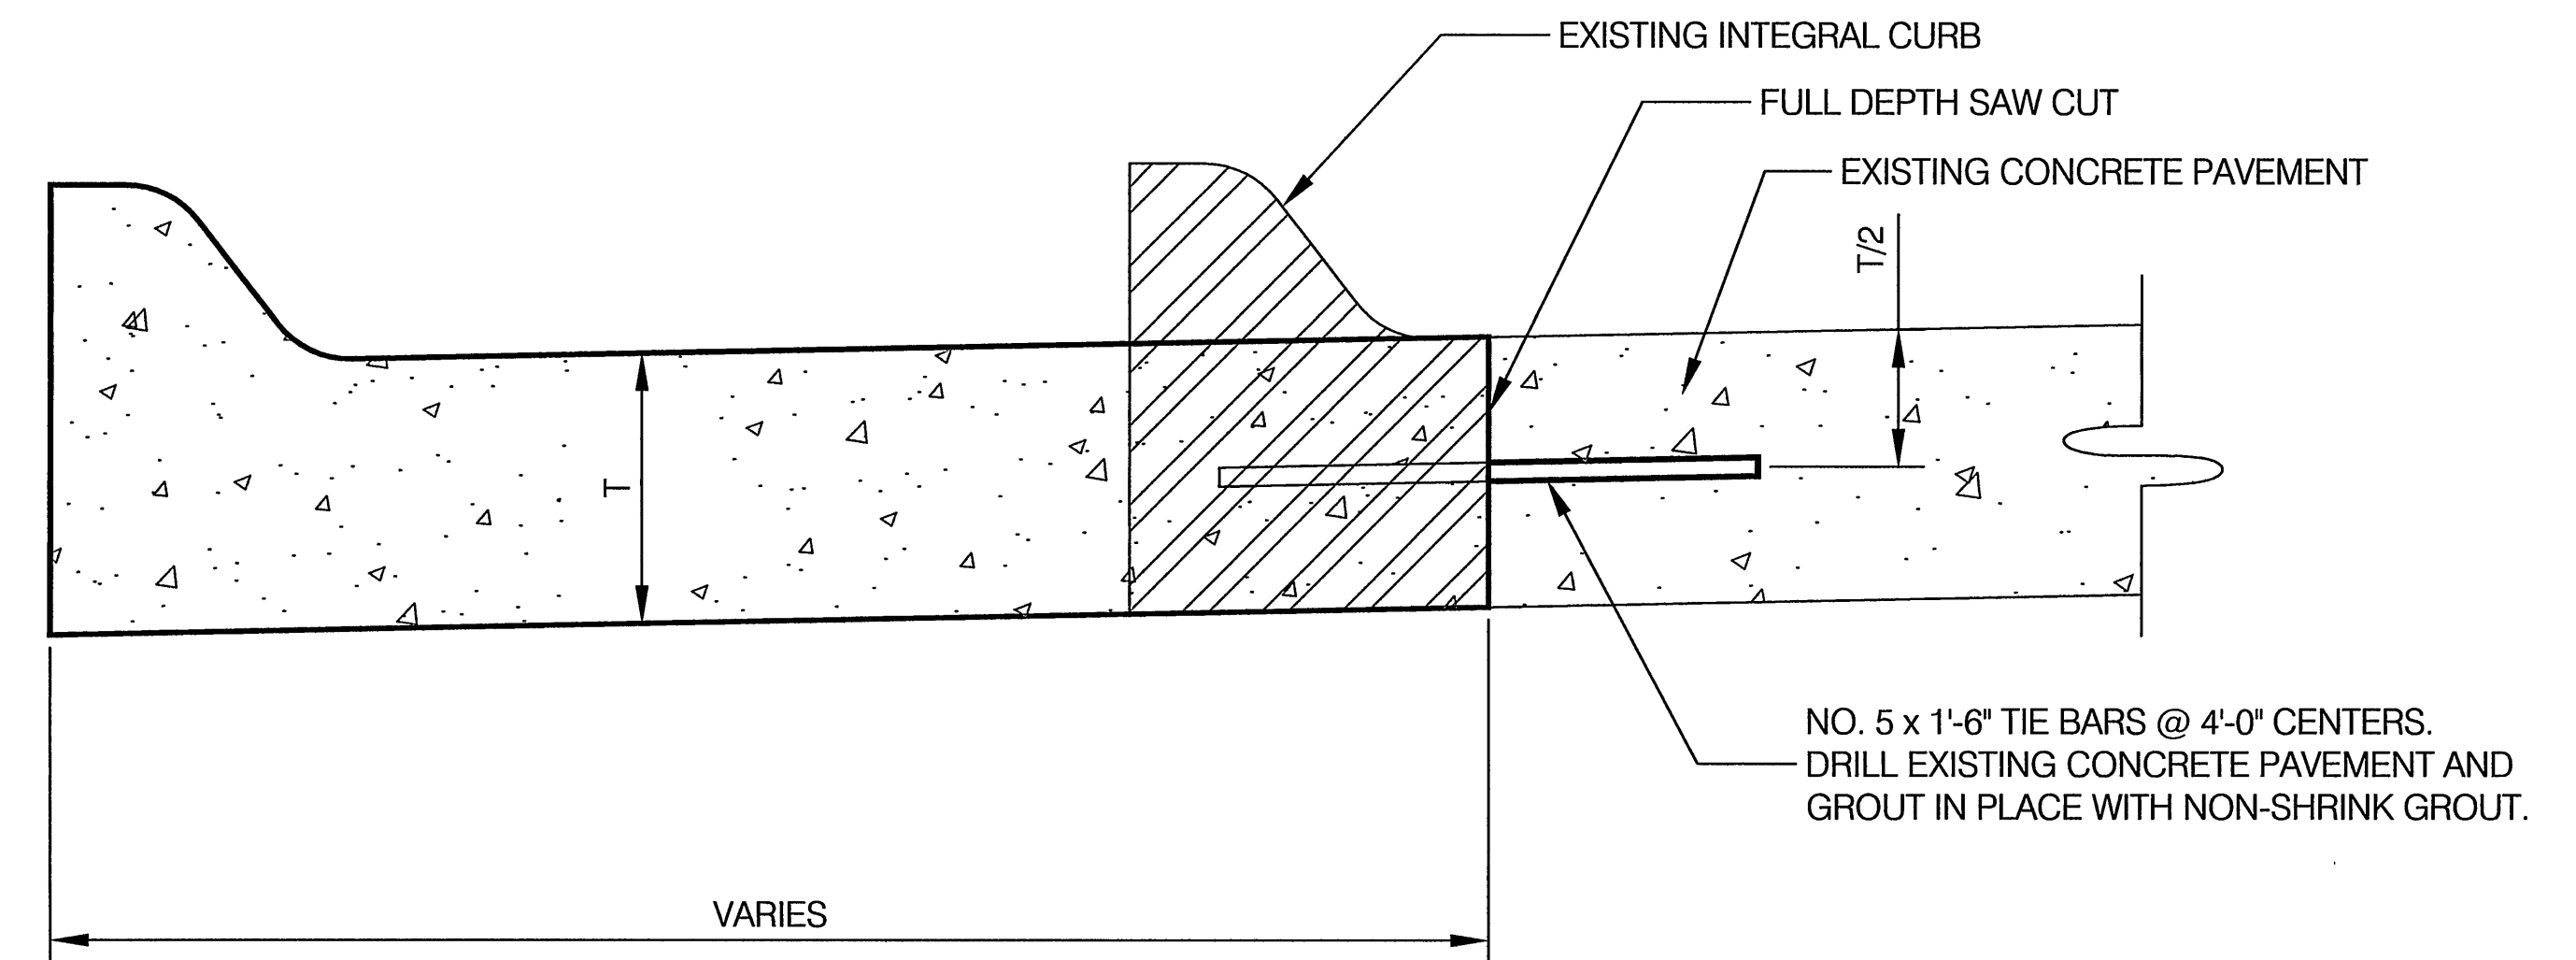 EXISTING INTEGRAL CURB
FULL DEPTH SAW CUT
EXISTING CONCRETE PAVEMENT
T/2
T
NO. 5 x 1'-6" TIE BARS @ 4'-0" CENTERS.
DRILL EXISTING CONCRETE PAVEMENT AND
GROUT IN PLACE WITH NON-SHRINK GROUT.
VARIES